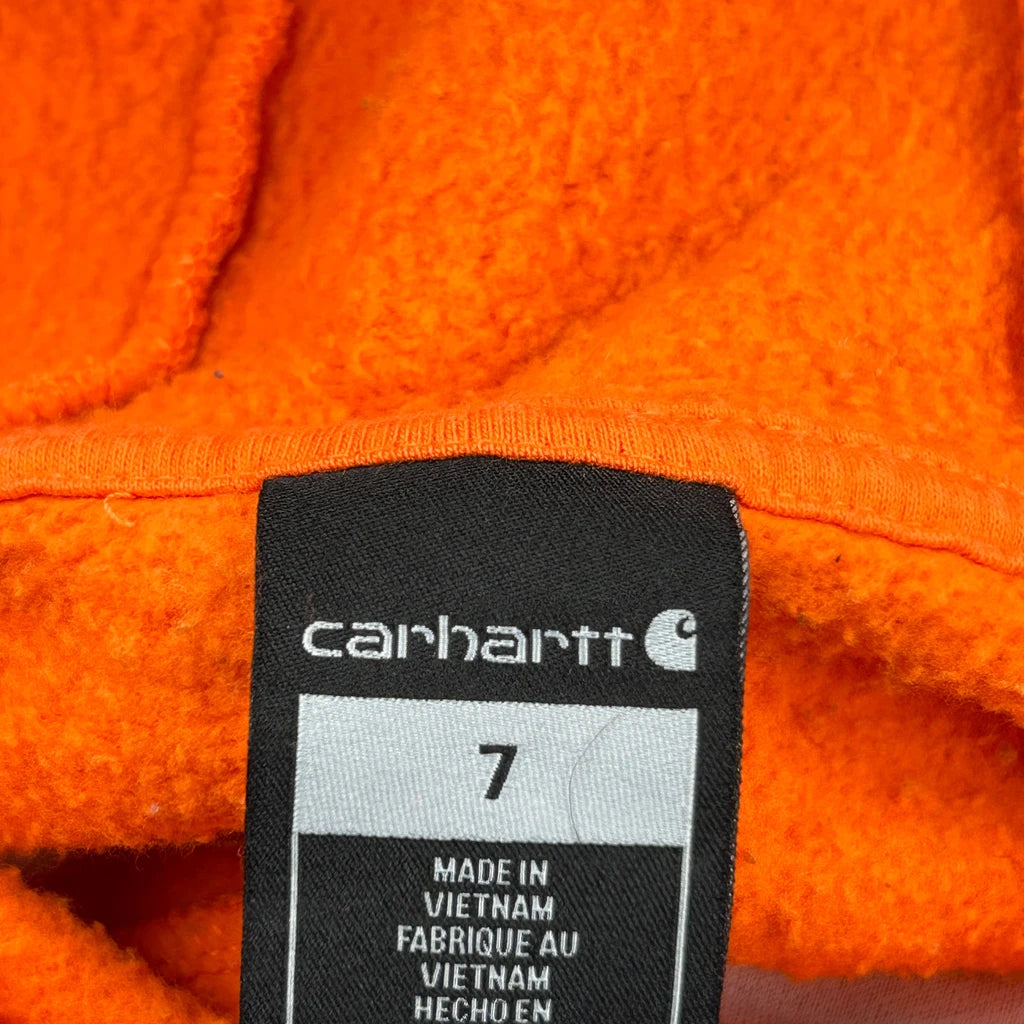 carhartt
7
MADE IN
VIETNAM
FABRIQUE AU
VIETNAM
HECHO EN